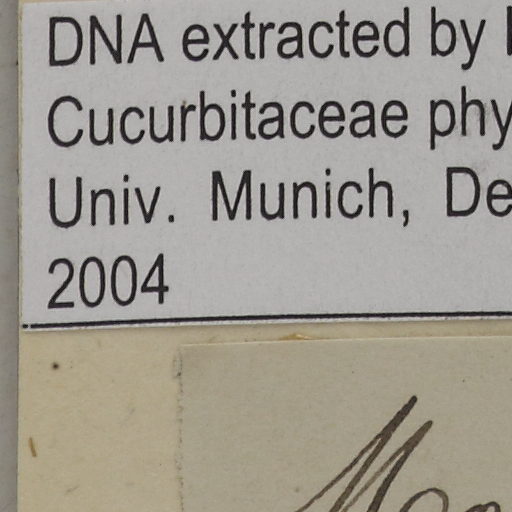 DNA extracted by
Cucurbitaceae phy
Univ. Munich, De
2004